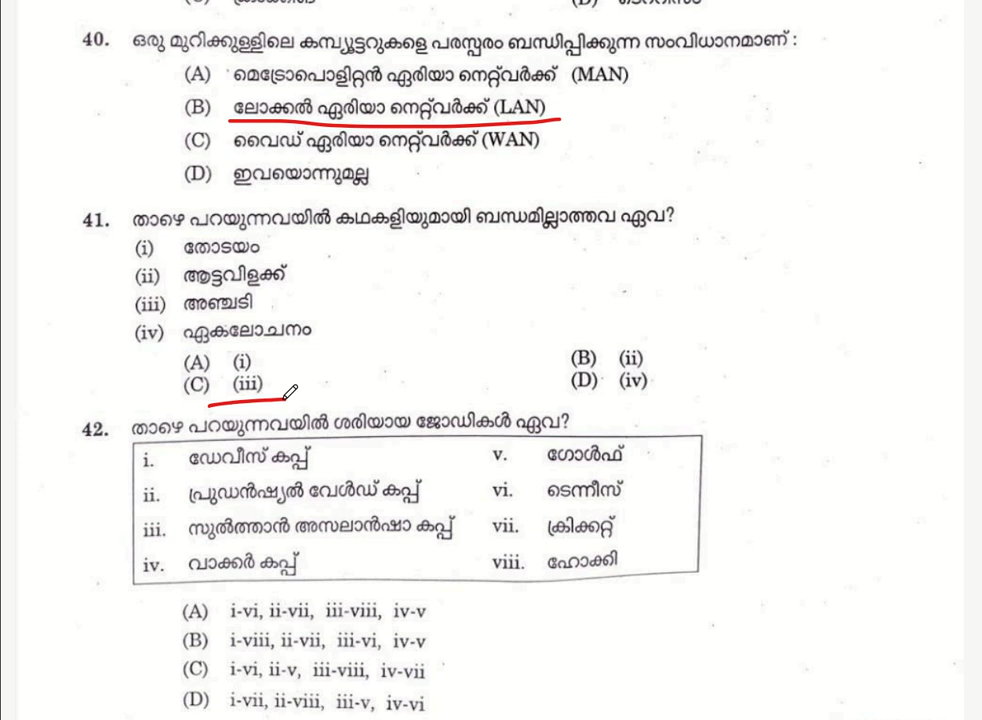 40. ഒരു മുറിക്കുള്ളിലെ കമ്പ്യൂട്ടറുകളെ പരസ്പരം ബന്ധിപ്പിക്കുന്ന സംവിധാനമാണ് :
(A) മെട്രോപൊളിറ്റൻ ഏരിയാ നെറ്റ്‌വർക്ക് (MAN)
(B) ലോക്കൽ ഏരിയാ നെറ്റ്‌വർക്ക് (LAN)
(C) വൈഡ് ഏരിയാ നെറ്റ്‌വർക്ക് (WAN)
(D) ഇവയൊന്നുമല്ല
41. താഴെ പറയുന്നവയിൽ കഥകളിയുമായി ബന്ധമില്ലാത്തവ ഏവ?
(i) തോടയം
(ii) ആട്ടവിളക്ക്
(iii) അഞ്ചടി
(iv) ഏകലോചനം
(A) (i) (B) (ii)
(C) (iii) (D) (iv)
42. താഴെ പറയുന്നവയിൽ ശരിയായ ജോഡികൾ ഏവ?
i. ഡേവീസ് കപ്പ് v. ഗോൾഫ്
ii. പ്രുഡൻഷ്യൽ വേൾഡ് കപ്പ് vi. ടെന്നീസ്
iii. സുൽത്താൻ അസലാൻഷാ കപ്പ് vii. ക്രിക്കറ്റ്
iv. വാക്കർ കപ്പ് viii. ഹോക്കി
(A) i-vi, ii-vii, iii-viii, iv-v
(B) i-viii, ii-vii, iii-vi, iv-v
(C) i-vi, ii-v, iii-viii, iv-vii
(D) i-vii, ii-viii, iii-v, iv-vi